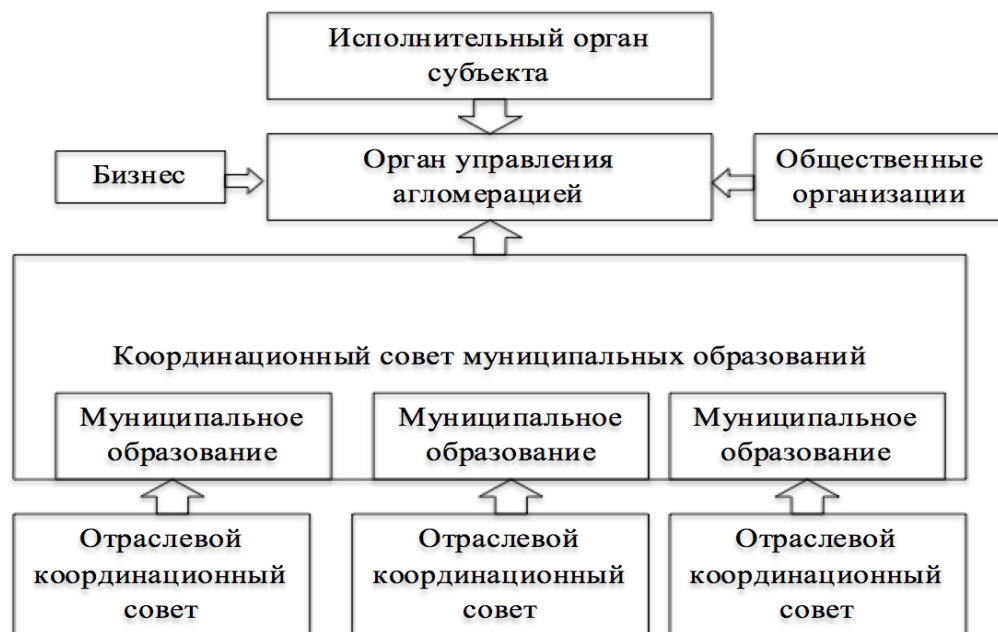 Исполнительный орган
субъекта
Бизнес
Орган управления
агломерацией
Общественные
организации
Координационный совет муниципальных образований
Муниципальное
образование
Муниципальное
образование
Муниципальное
образование
Отраслевой
координационный
совет
Отраслевой
координационный
совет
Отраслевой
координационный
совет